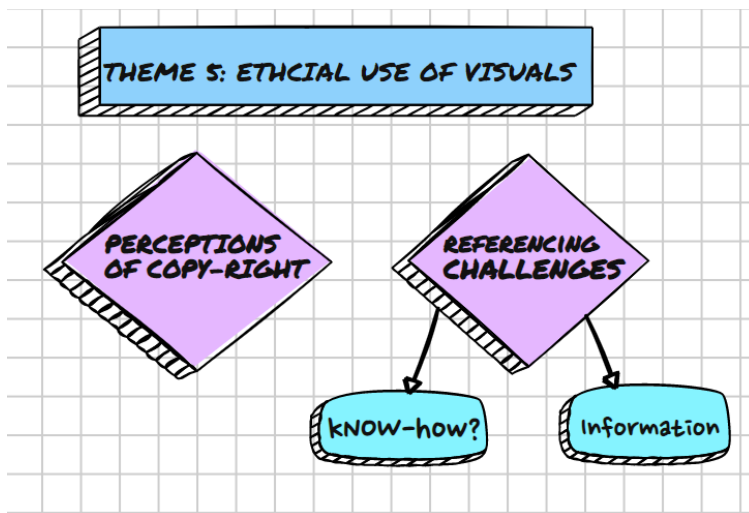 THEME 5: ETHCIAL USE OF VISUALS
PERCEPTIONS
OF COPY-RIGHT
REFERENCING
CHALLENGES
kNOW-how?
Information